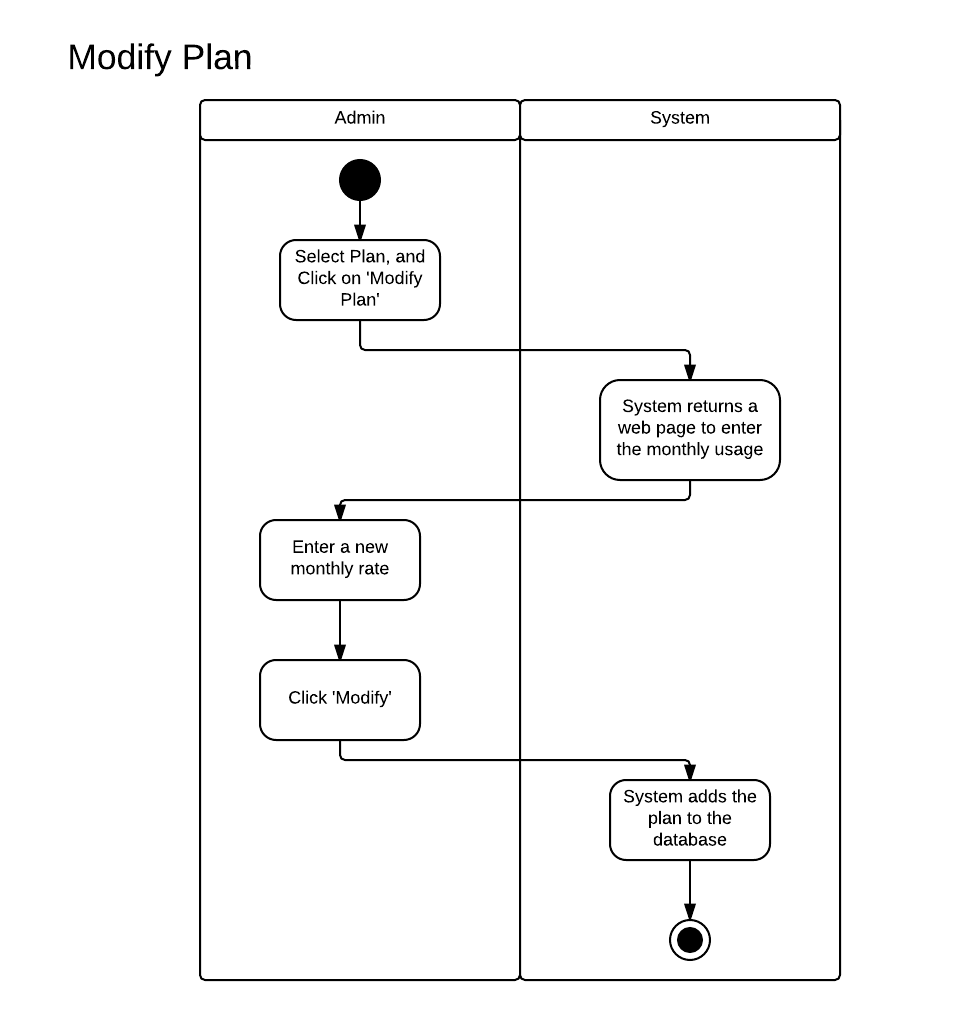 Modify Plan
Admin
System
Select Plan, and
Click on 'Modify
Plan'
System returns a
web page to enter
the monthly usage
Enter a new
monthly rate
Click 'Modify'
System adds the
plan to the
database